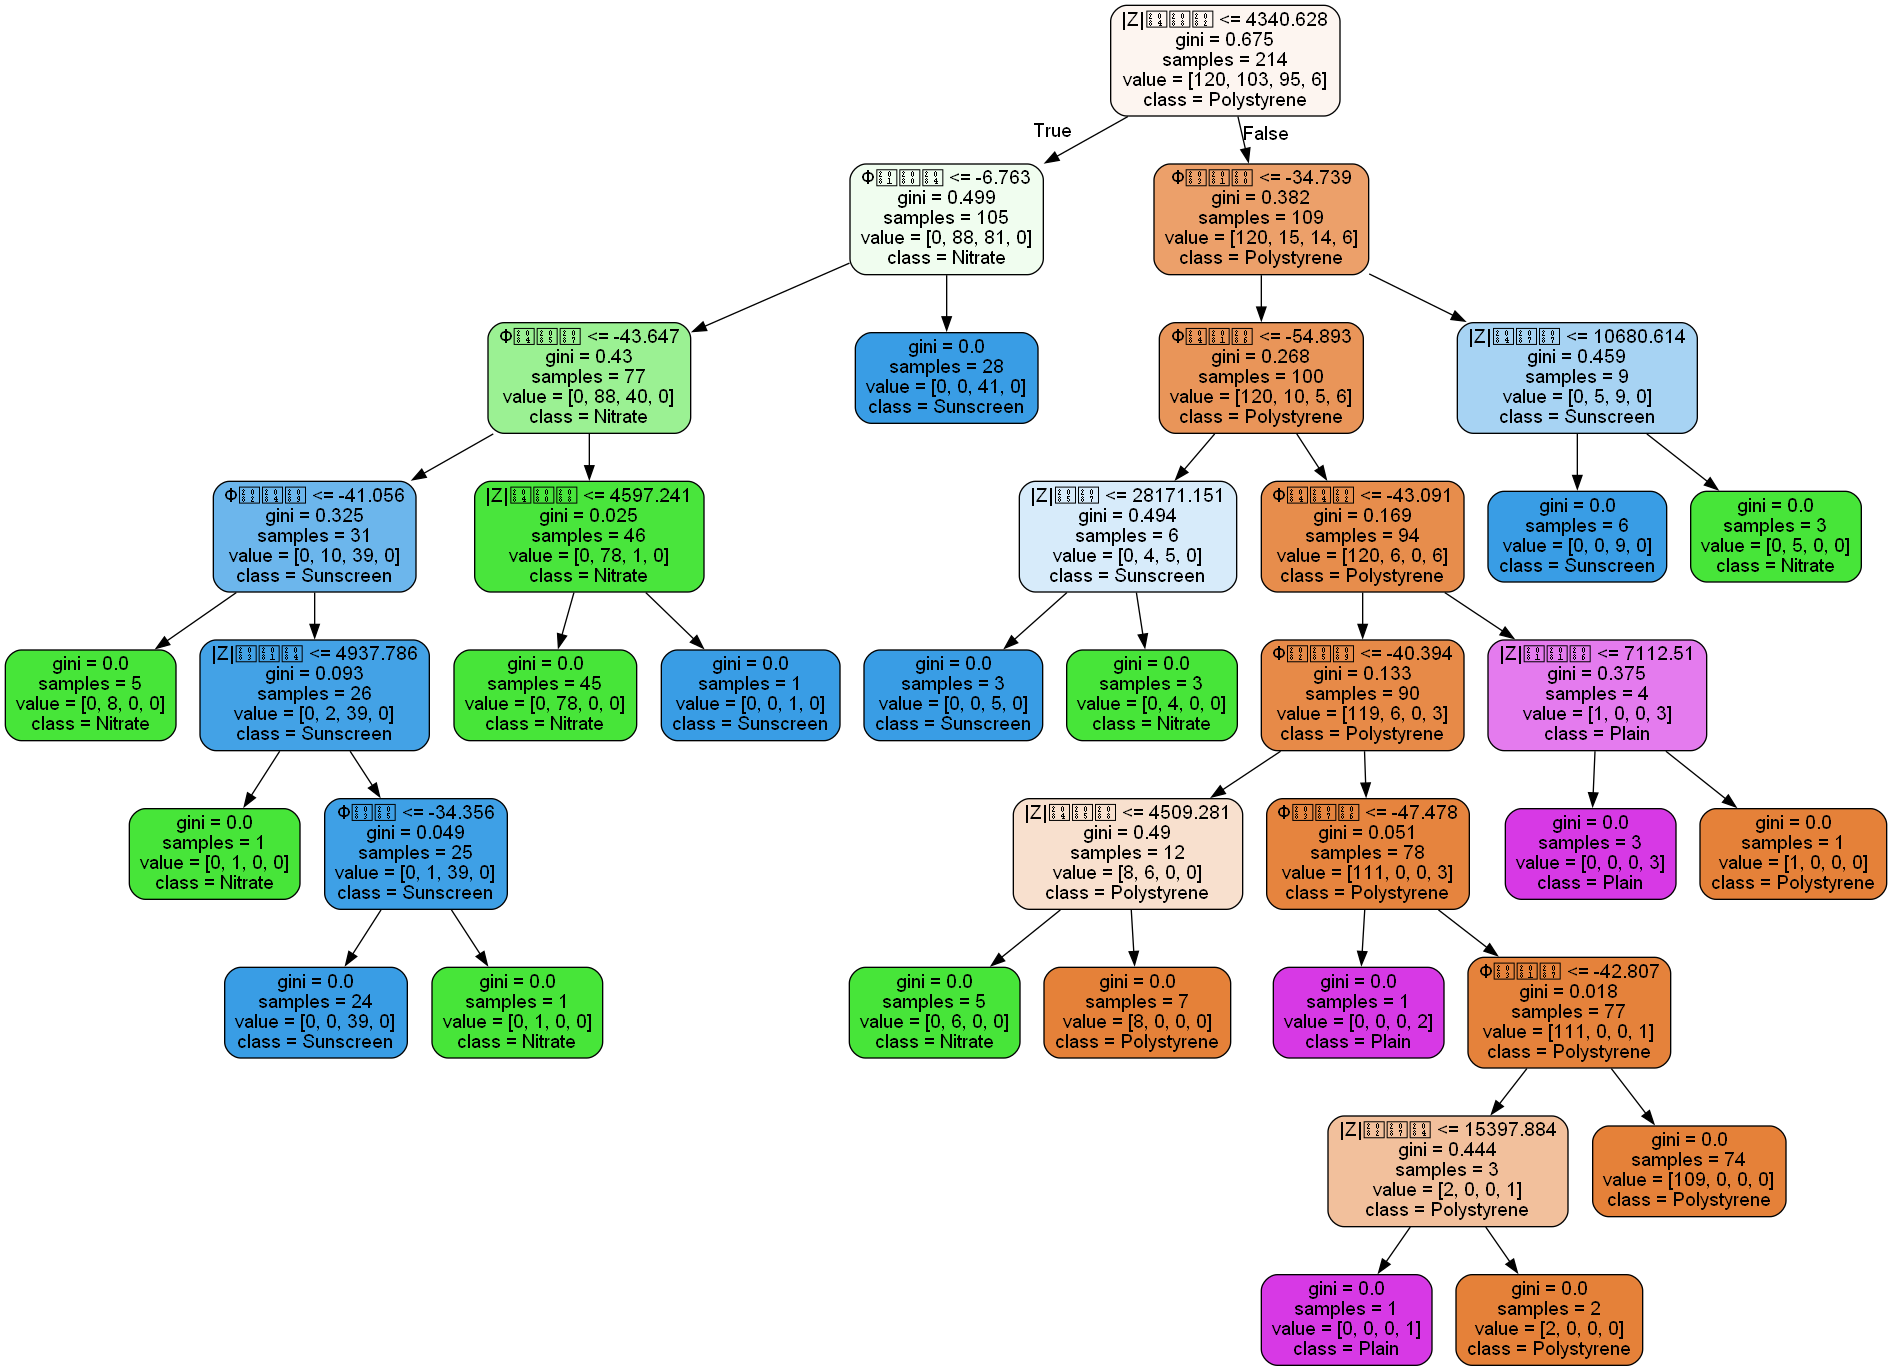 |Z| <= 4340.628
gini = 0.675
samples = 214
value = [120, 103, 95, 6]
class = Polystyrene
True
False
Φ <= -6.763
gini = 0.499
samples = 105
value = [0, 88, 81, 0]
class = Nitrate
Φ <= -34.739
gini = 0.382
samples = 109
value = [120, 15, 14, 6]
class = Polystyrene
Φ <= -43.647
gini = 0.43
samples = 77
value = [0, 88, 40, 0]
class = Nitrate
gini = 0.0
samples = 28
value = [0, 0, 41, 0]
class = Sunscreen
Φ <= -54.893
gini = 0.268
samples = 100
value = [120, 10, 5, 6]
class = Polystyrene
|Z| <= 10680.614
gini = 0.459
samples = 9
value = [0, 5, 9, 0]
class = Sunscreen
Φ <= -41.056
gini = 0.325
samples = 31
value = [0, 10, 39, 0]
class = Sunscreen
|Z| <= 4597.241
gini = 0.025
samples = 46
value = [0, 78, 1, 0]
class = Nitrate
|Z| <= 28171.151
gini = 0.494
samples = 6
value = [0, 4, 5, 0]
class = Sunscreen
Φ <= -43.091
gini = 0.169
samples = 94
value = [120, 6, 0, 6]
class = Polystyrene
gini = 0.0
samples = 6
value = [0, 0, 9, 0]
class = Sunscreen
gini = 0.0
samples = 3
value = [0, 5, 0, 0]
class = Nitrate
gini = 0.0
samples = 5
value = [0, 8, 0, 0]
class = Nitrate
|Z| <= 4937.786
gini = 0.093
samples = 26
value = [0, 2, 39, 0]
class = Sunscreen
gini = 0.0
samples = 45
value = [0, 78, 0, 0]
class = Nitrate
gini = 0.0
samples = 1
value = [0, 0, 1, 0]
class = Sunscreen
gini = 0.0
samples = 3
value = [0, 0, 5, 0]
class = Sunscreen
gini = 0.0
samples = 3
value = [0, 4, 0, 0]
class = Nitrate
Φ <= -40.394
gini = 0.133
samples = 90
value = [119, 6, 0, 3]
class = Polystyrene
|Z| <= 7112.51
gini = 0.375
samples = 4
value = [1, 0, 0, 3]
class = Plain
gini = 0.0
samples = 1
value = [0, 1, 0, 0]
class = Nitrate
Φ <= -34.356
gini = 0.049
samples = 25
value = [0, 1, 39, 0]
class = Sunscreen
|Z| <= 4509.281
gini = 0.49
samples = 12
value = [8, 6, 0, 0]
class = Polystyrene
Φ <= -47.478
gini = 0.051
samples = 78
value = [111, 0, 0, 3]
class = Polystyrene
gini = 0.0
samples = 3
value = [0, 0, 0, 3]
class = Plain
gini = 0.0
samples = 1
value = [1, 0, 0, 0]
class = Polystyrene
gini = 0.0
samples = 24
value = [0, 0, 39, 0]
class = Sunscreen
gini = 0.0
samples = 1
value = [0, 1, 0, 0]
class = Nitrate
gini = 0.0
samples = 5
value = [0, 6, 0, 0]
class = Nitrate
gini = 0.0
samples = 7
value = [8, 0, 0, 0]
class = Polystyrene
gini = 0.0
samples = 1
value = [0, 0, 0, 2]
class = Plain
Φ <= -42.807
gini = 0.018
samples = 77
value = [111, 0, 0, 1]
class = Polystyrene
|Z| <= 15397.884
gini = 0.444
samples = 3
value = [2, 0, 0, 1]
class = Polystyrene
gini = 0.0
samples = 74
value = [109, 0, 0, 0]
class = Polystyrene
gini = 0.0
samples = 1
value = [0, 0, 0, 1]
class = Plain
gini = 0.0
samples = 2
value = [2, 0, 0, 0]
class = Polystyrene